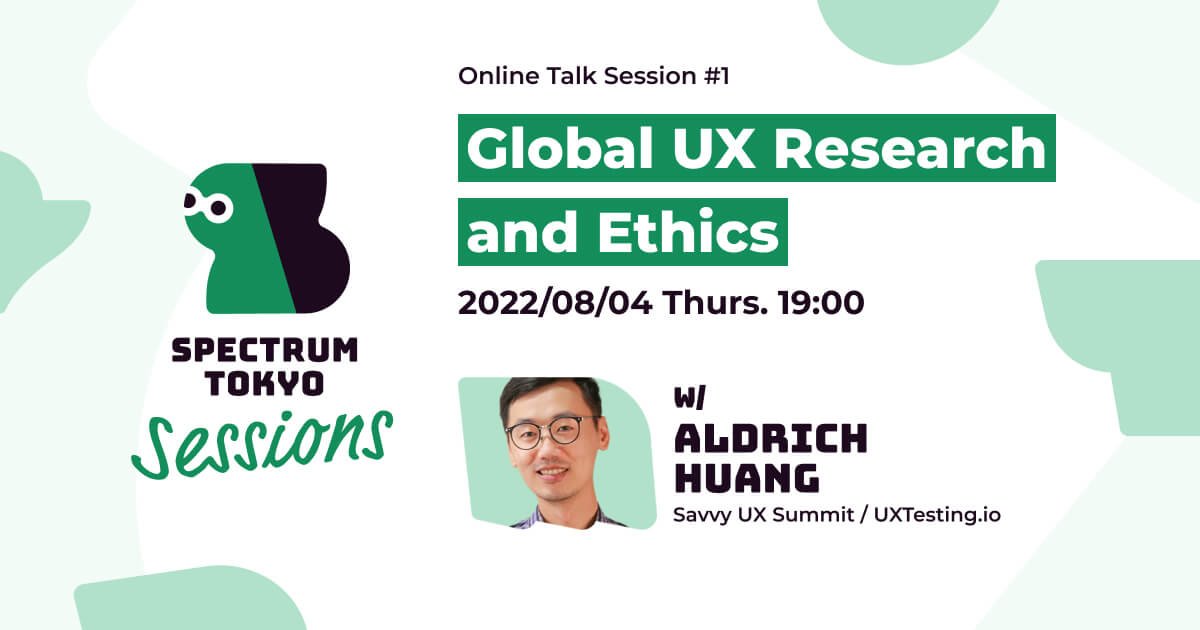 Online Talk Session #1
Global UX Research
and Ethics
2022/08/04 Thurs. 19:00
SPECTRUM
TOKYO
Sessions
W/
ALDRICH
HUANG
Savvy UX Summit / UXTesting.io